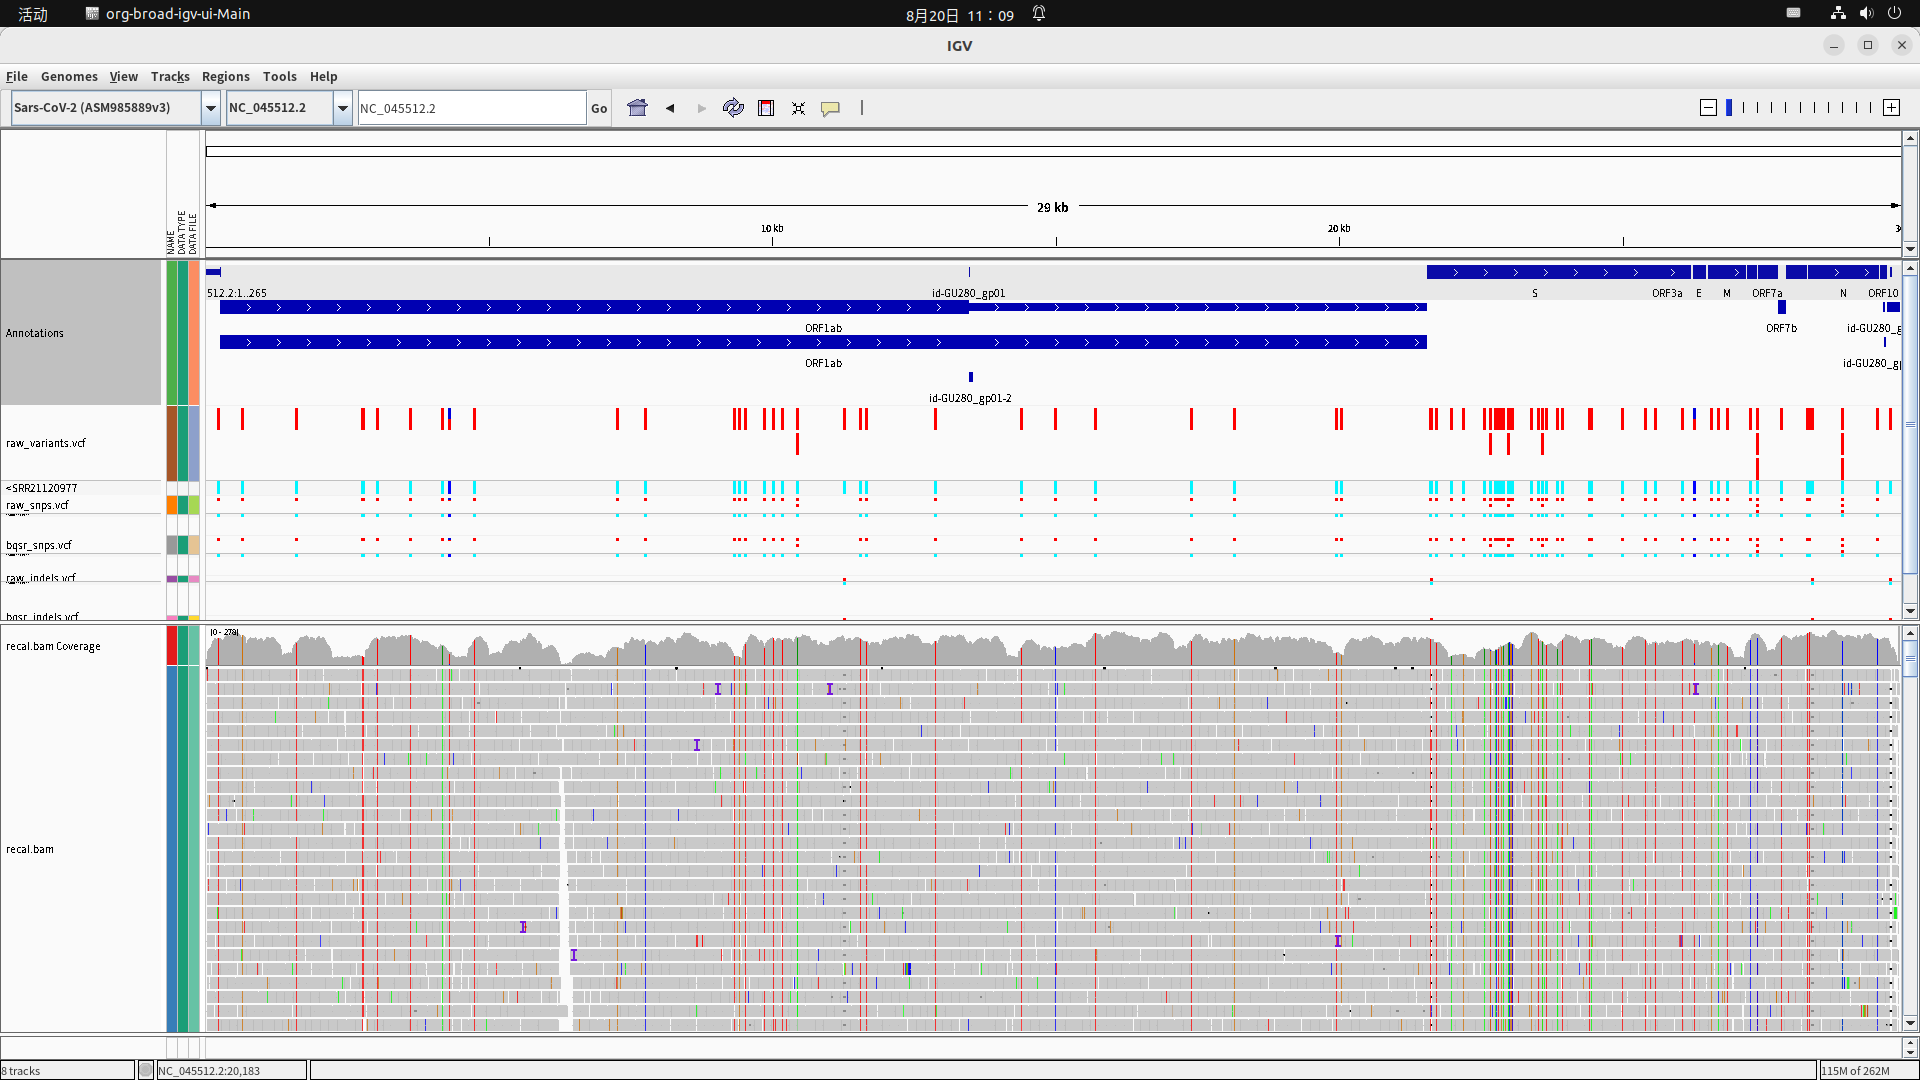 活动 org-broad-igv-ui-Main 8月20日 11：09
IGV
File Genomes View Tracks Regions Tools Help
Sars-CoV-2 (ASM985889v3) NC_045512.2 NC_045512.2 Go
NAME
DATA TYPE
DATA FILE
29 kb
10 kb 20 kb
512.2:1..265 id-GU280_gp01 S ORF3a E M ORF7a N ORF10
Annotations
ORF1ab ORF7b
ORF1ab
id-GU280_gp01-2
raw_variants.vcf
<SRR21120977
raw_snps.vcf
bqsr_snps.vcf
raw_indels.vcf
bqsr_indels.vcf
recal.bam Coverage [0 - 278]
recal.bam
8 tracks NC_045512.2:20,183 115M of 262M